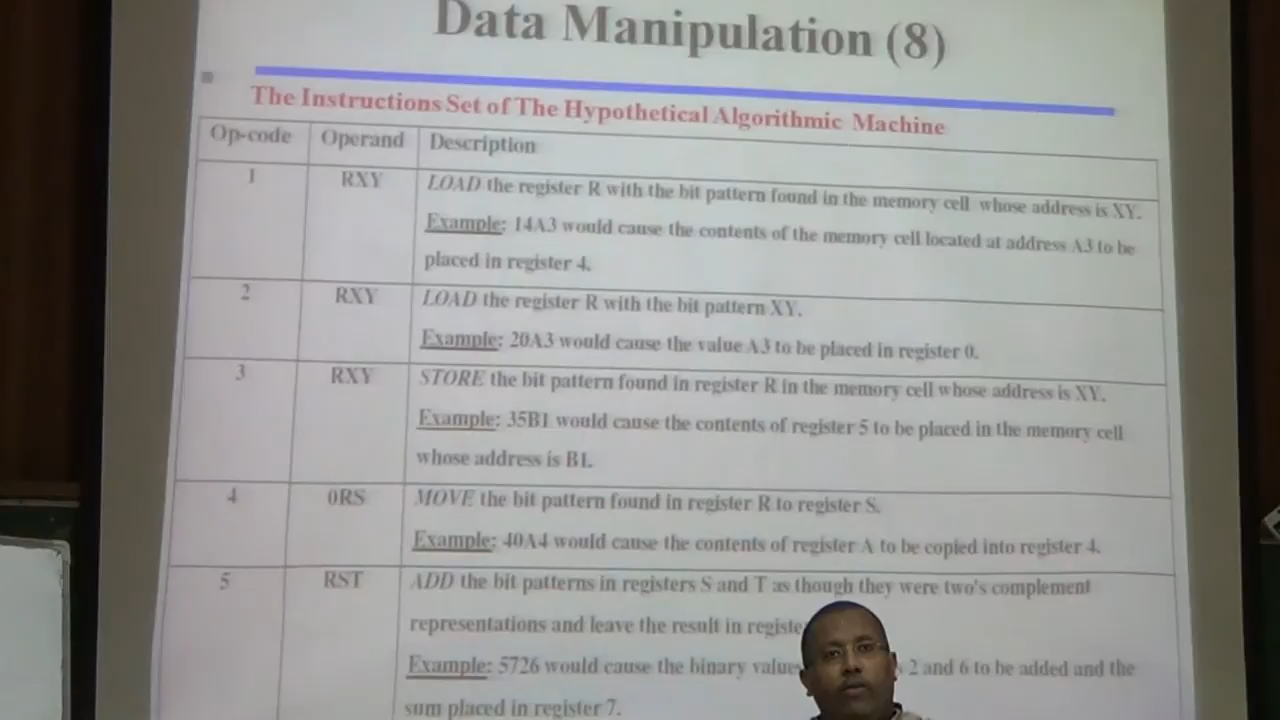 Data Manipulation (8)
The Instructions Set of The Hypothetical Algorithmic Machine
Op-code Operand Description
1 RXY LOAD the register R with the bit pattern found in the memory cell whose address is XY.
Example: 14A3 would cause the contents of the memory cell located at address A3 to be
placed in register 4.
2 RXY LOAD the register R with the bit pattern XY.
Example: 20A3 would cause the value A3 to be placed in register 0.
3 RXY STORE the bit pattern found in register R in the memory cell whose address is XY.
Example: 35B1 would cause the contents of register 5 to be placed in the memory cell
whose address is B1.
4 0RS MOVE the bit pattern found in register R to register S.
Example: 40A4 would cause the contents of register A to be copied into register 4.
5 RST ADD the bit patterns in registers S and T as though they were two's complement
representations and leave the result in
Example: 5726 would cause the binary 2 and 6 to be added and the
sum placed in register 7.